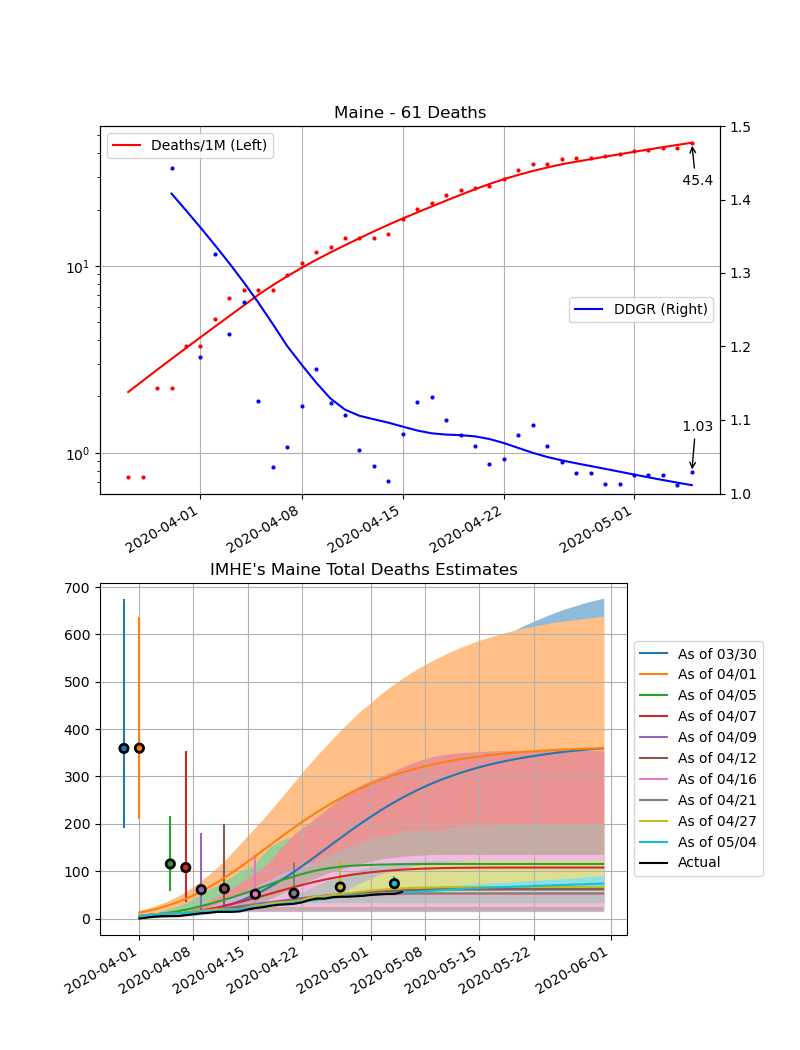 Maine - 61 Deaths
Deaths/1M (Left)
DDGR (Right)
45.4
1.03
10^1
10^0
1.5
1.4
1.3
1.2
1.1
1.0
2020-04-01
2020-04-08
2020-04-15
2020-04-22
2020-05-01
IMHE's Maine Total Deaths Estimates
700
600
500
400
300
200
100
0
2020-04-01
2020-04-08
2020-04-15
2020-04-22
2020-05-01
2020-05-08
2020-05-15
2020-05-22
2020-06-01
As of 03/30
As of 04/01
As of 04/05
As of 04/07
As of 04/09
As of 04/12
As of 04/16
As of 04/21
As of 04/27
As of 05/04
Actual